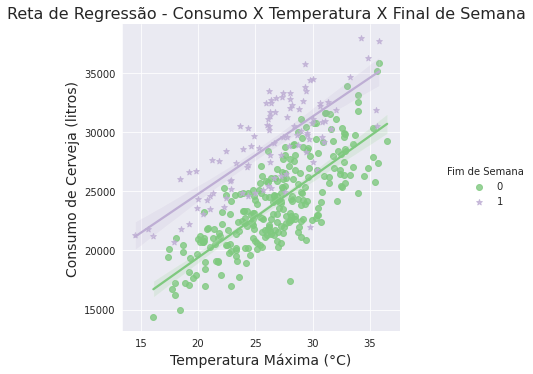 Reta de Regressão - Consumo X Temperatura X Final de Semana
Consumo de Cerveja (litros)
35000
30000
25000
20000
15000
15 20 25 30 35
Temperatura Máxima (°C)
Fim de Semana
0
1